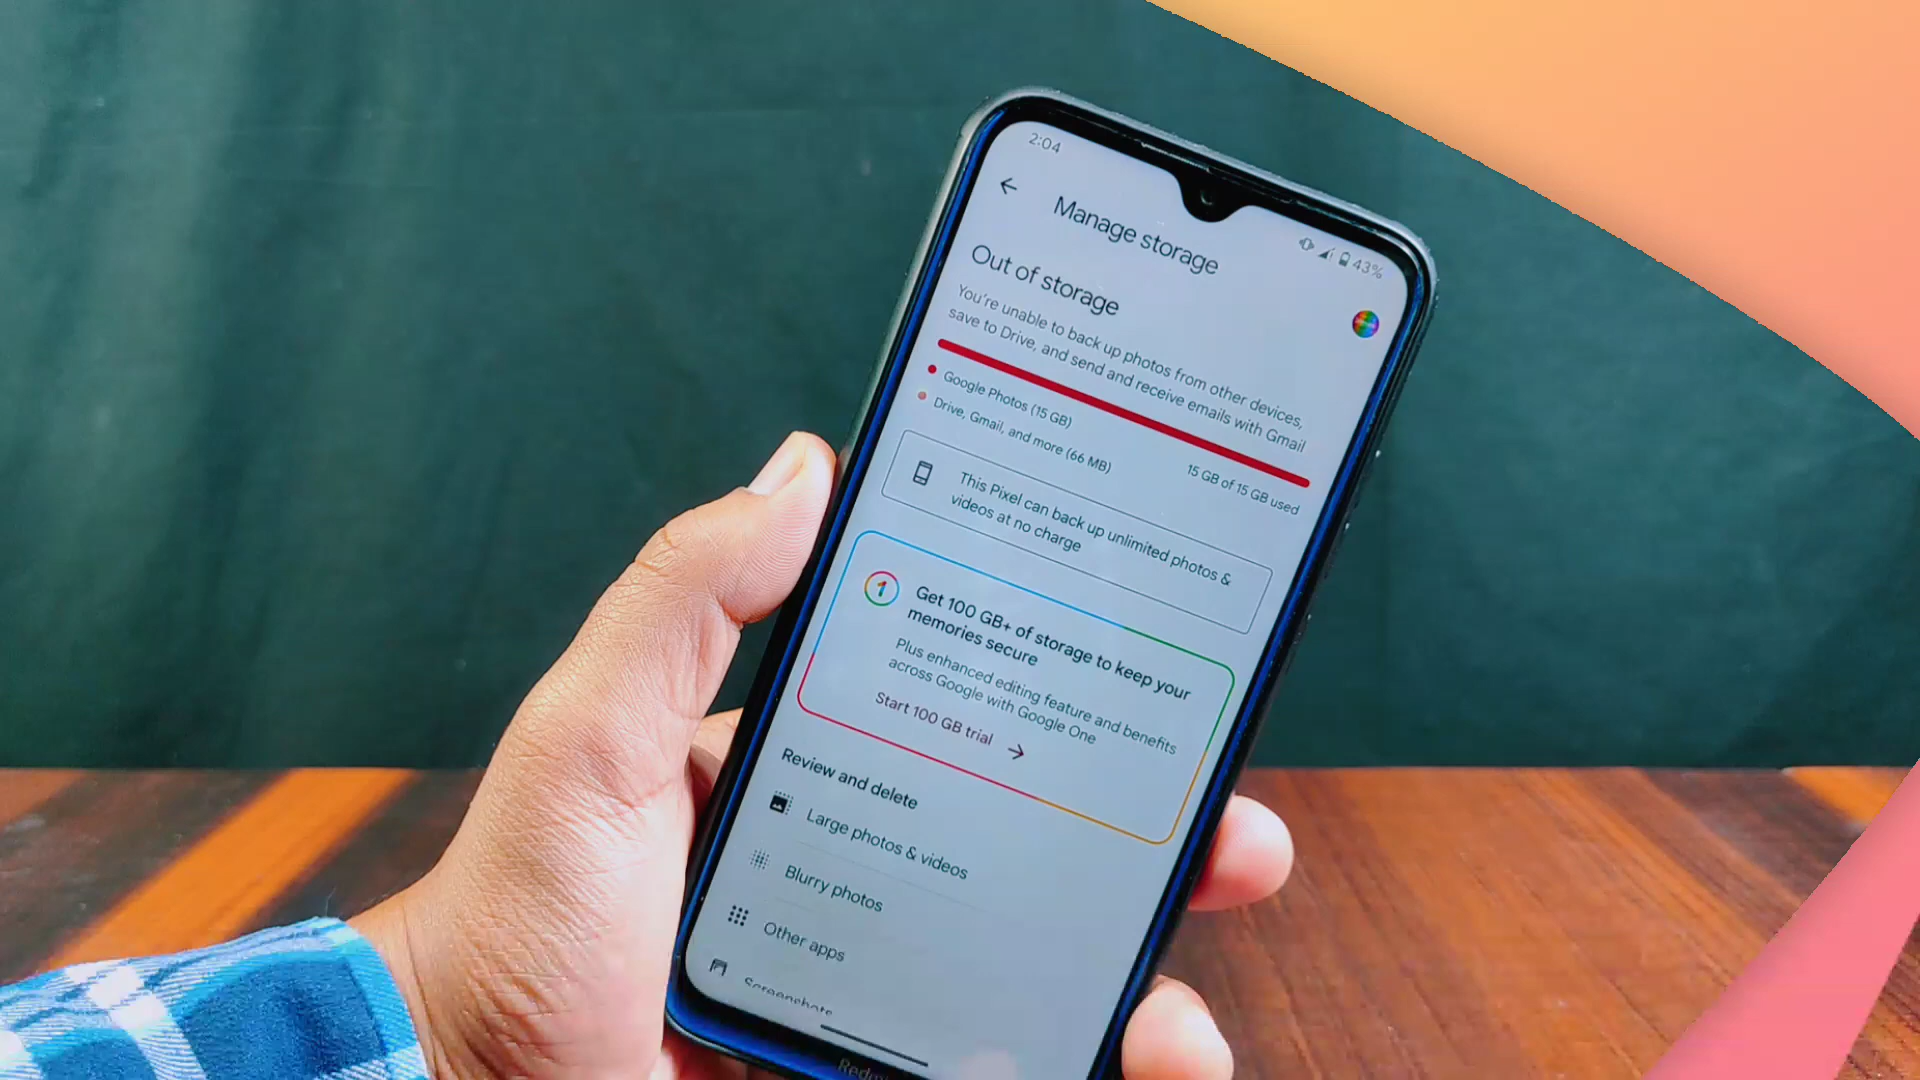 2:04
43%
Manage storage
Out of storage
You're unable to back up photos from other devices,
save to Drive, and send and receive emails with Gmail
Google Photos (15 GB)
Drive, Gmail, and more (66 MB)
15 GB of 15 GB used
This Pixel can back up unlimited photos &
videos at no charge
1
Get 100 GB+ of storage to keep your
memories secure
Plus enhanced editing feature and benefits
across Google with Google One
Start 100 GB trial
Review and delete
Large photos & videos
Blurry photos
Other apps
Screenshots